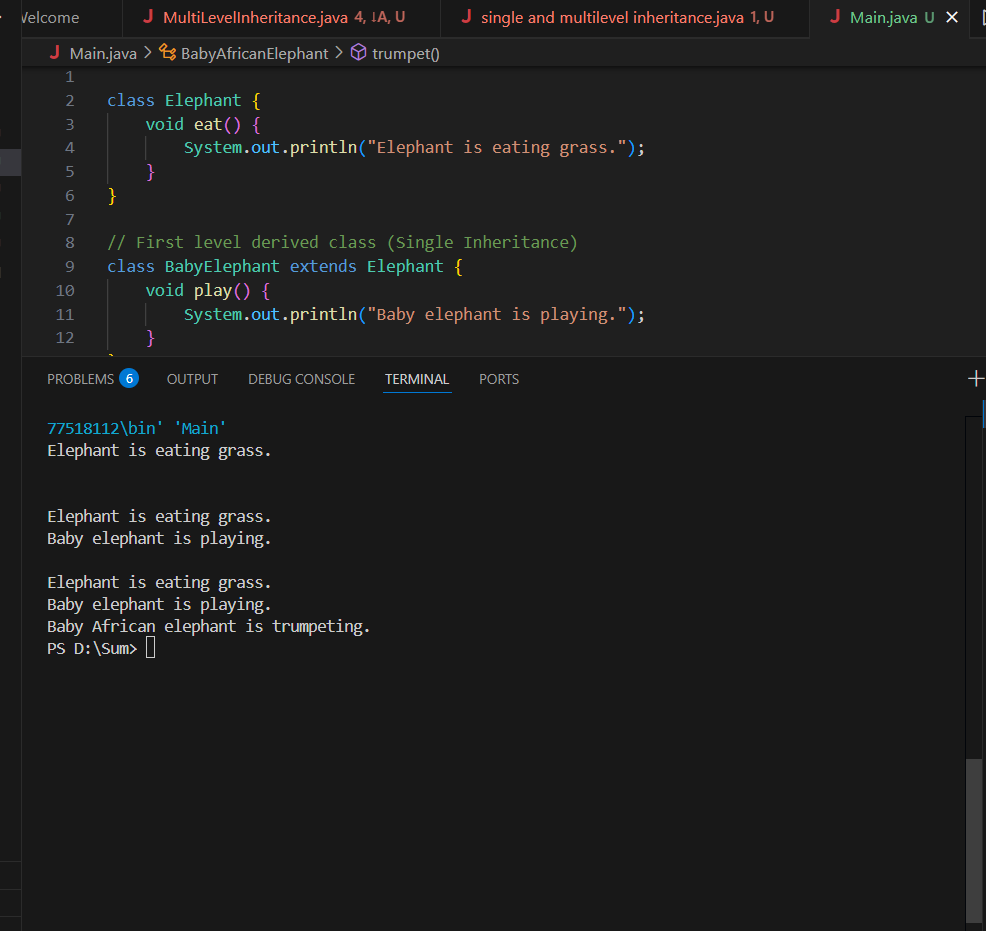 Welcome
MultiLevelInheritance.java 4, ↓A, U
single and multilevel inheritance.java 1, U
Main.java U
Main.java > BabyAfricanElephant > trumpet()
1
2 class Elephant {
3 void eat() {
4 System.out.println("Elephant is eating grass.");
5 }
6 }
7
8 // First level derived class (Single Inheritance)
9 class BabyElephant extends Elephant {
10 void play() {
11 System.out.println("Baby elephant is playing.");
12 }
PROBLEMS 6 OUTPUT DEBUG CONSOLE TERMINAL PORTS
77518112\bin' 'Main'
Elephant is eating grass.
Elephant is eating grass.
Baby elephant is playing.
Elephant is eating grass.
Baby elephant is playing.
Baby African elephant is trumpeting.
PS D:\Sum>